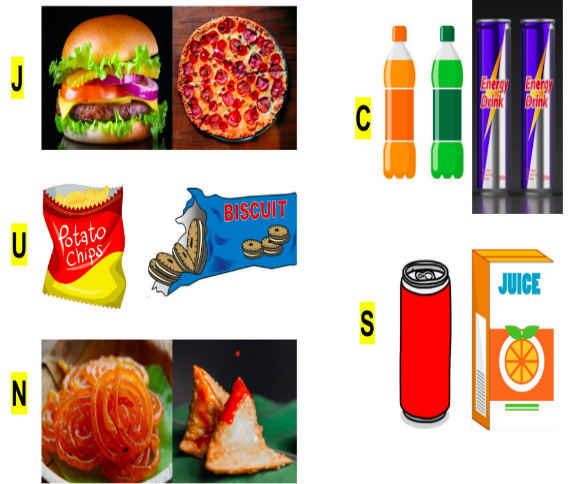 J
C
Energy
Drink
Energy
Drink
U
Potato
Chips
BISCUIT
S
JUICE
N